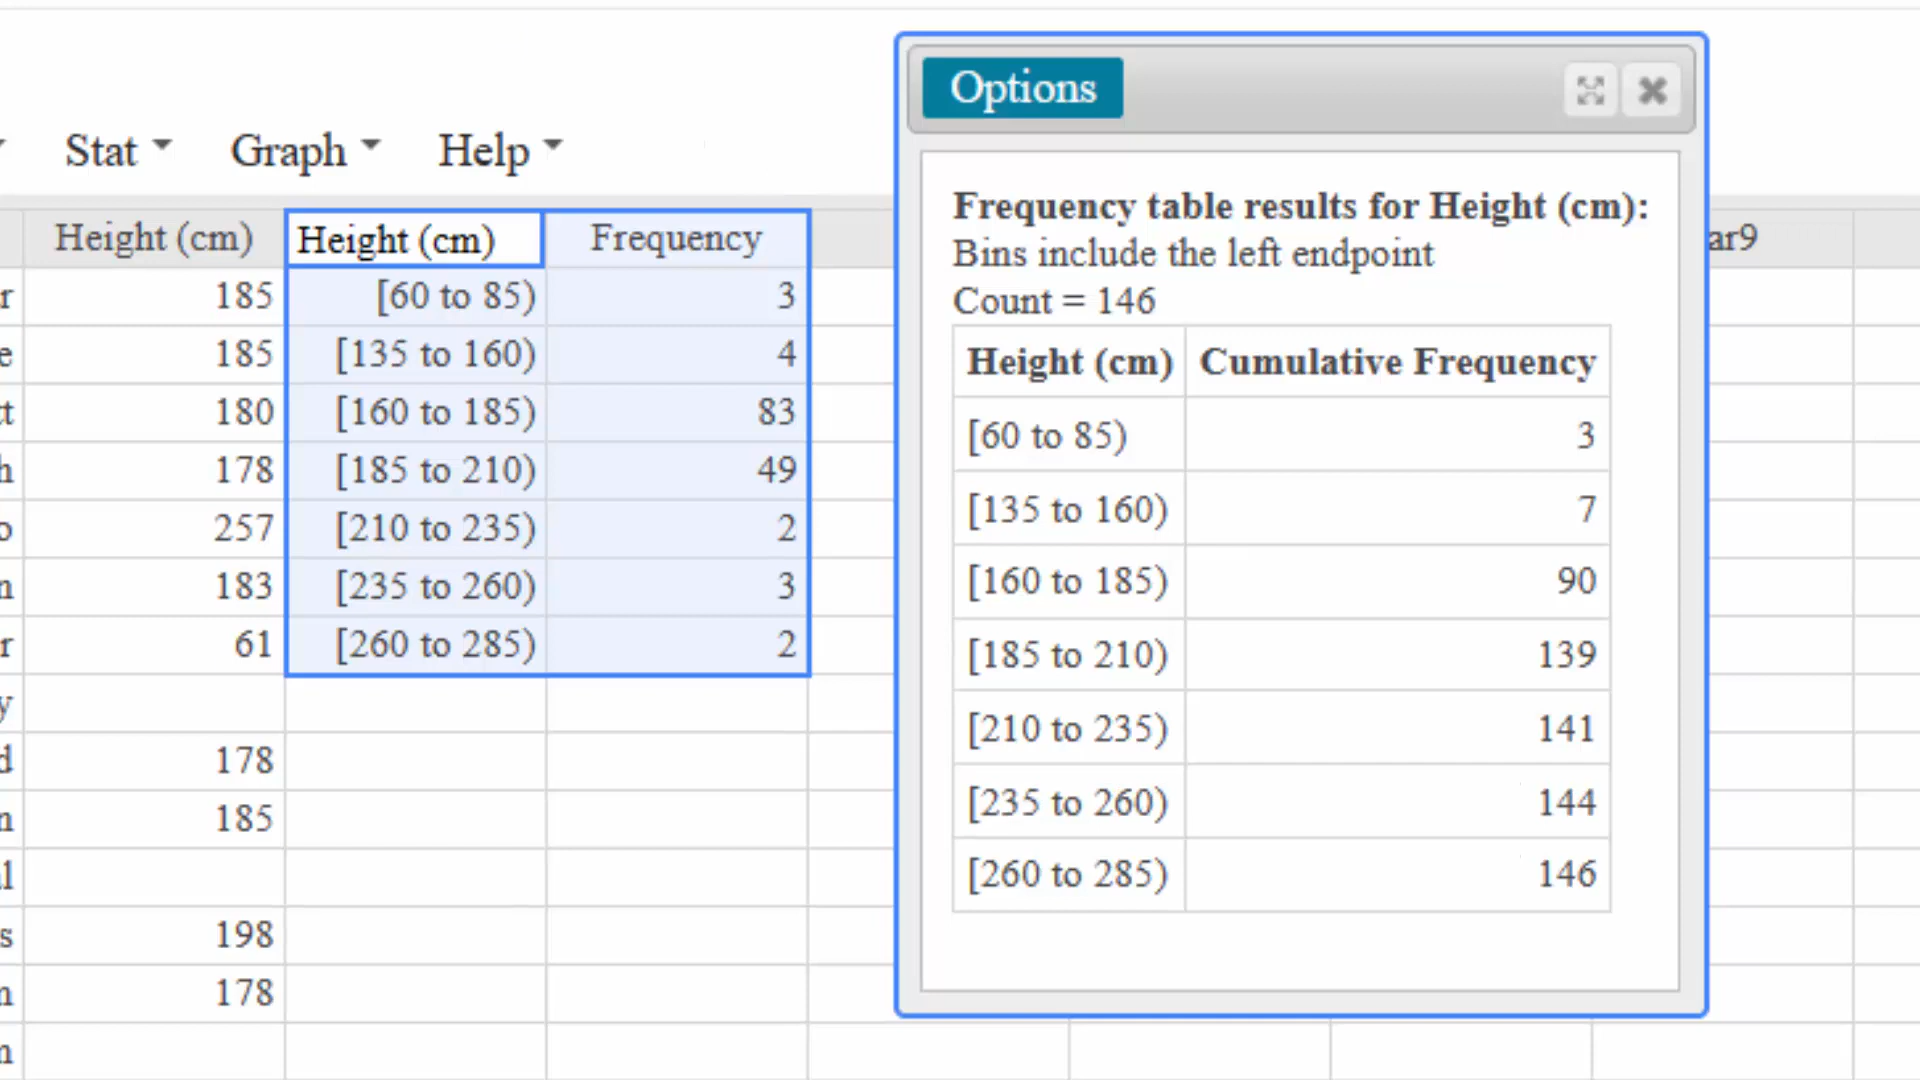 Options
Stat Graph Help
Height (cm) Height (cm) Frequency
ar9
r 185 [60 to 85) 3
e 185 [135 to 160) 4
tt 180 [160 to 185) 83
h 178 [185 to 210) 49
o 257 [210 to 235) 2
n 183 [235 to 260) 3
r 61 [260 to 285) 2
y
d 178
n 185
al
s 198
n 178
n
Frequency table results for Height (cm):
Bins include the left endpoint
Count = 146
Height (cm) Cumulative Frequency
[60 to 85) 3
[135 to 160) 7
[160 to 185) 90
[185 to 210) 139
[210 to 235) 141
[235 to 260) 144
[260 to 285) 146